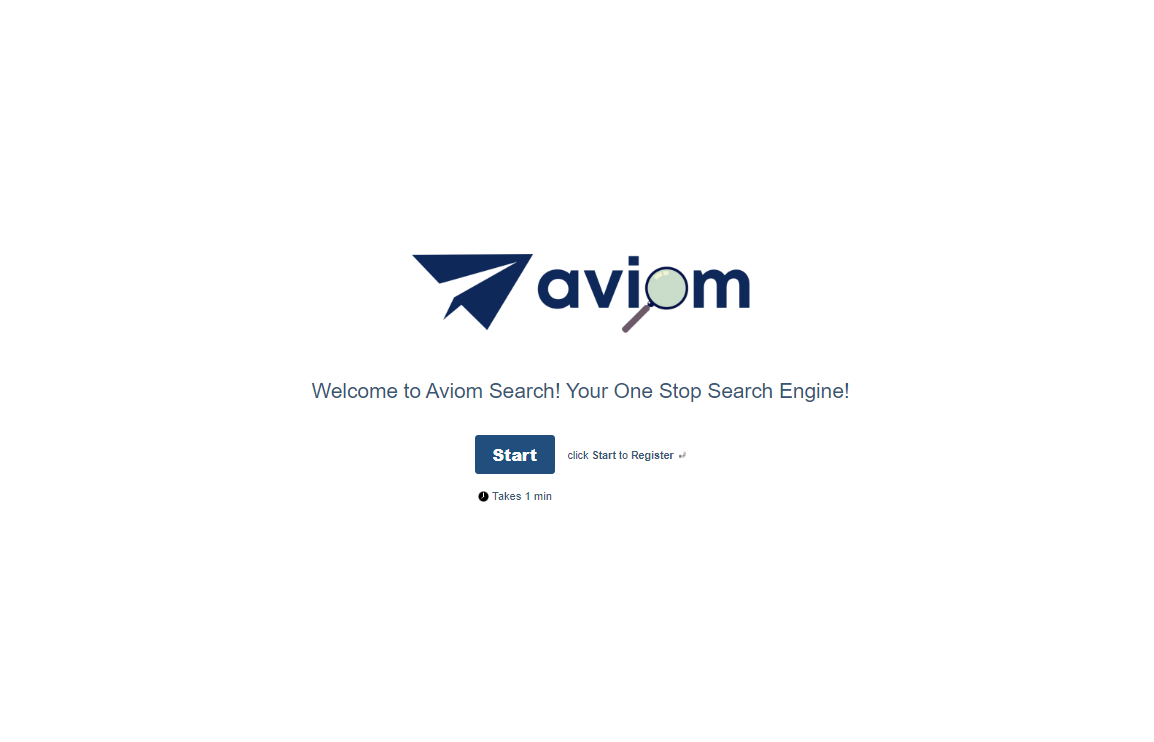 aviom
Welcome to Aviom Search! Your One Stop Search Engine!
Start
click Start to Register
Takes 1 min